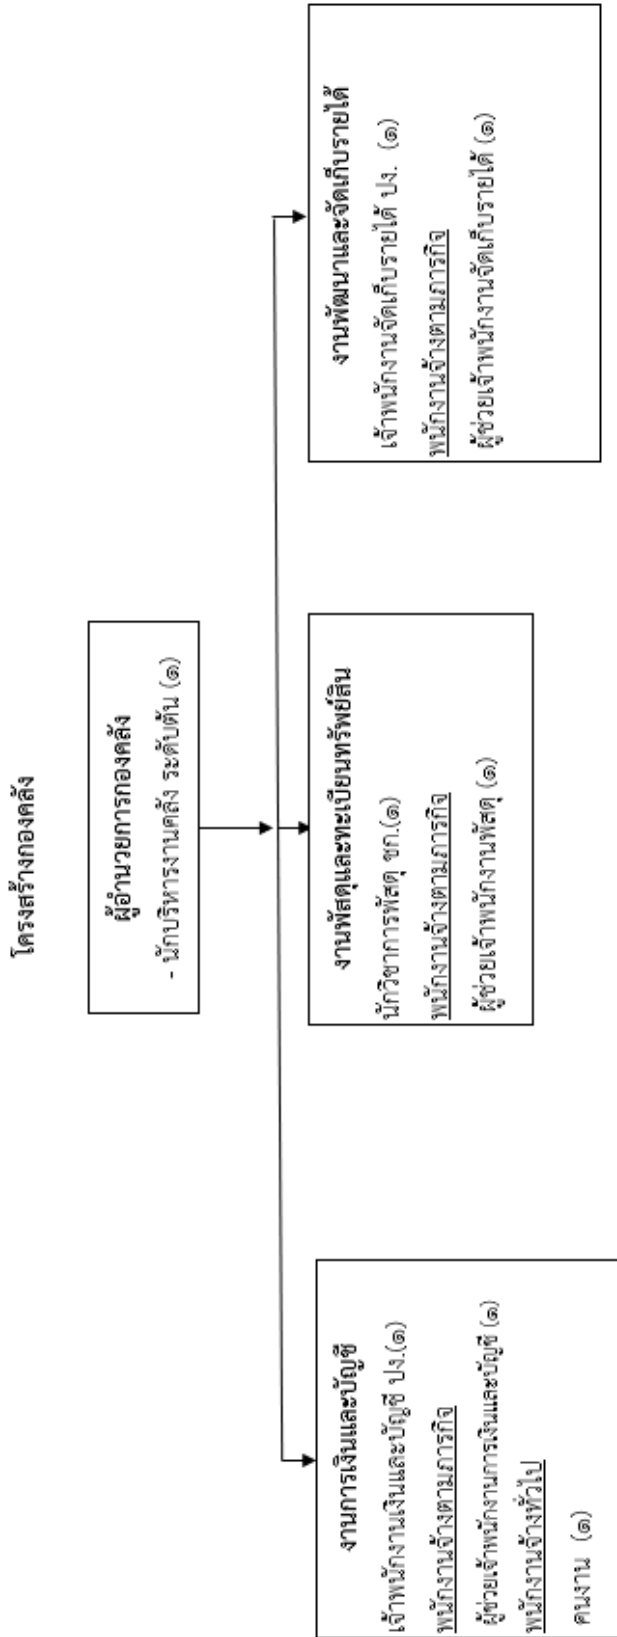 โครงสร้างกองคลัง
ผู้อำนวยการกองคลัง
- นักบริหารงานคลัง ระดับต้น (๑)
งานการเงินและบัญชี
เจ้าพนักงานเงินและบัญชี ปง.(๑)
พนักงานจ้างตามภารกิจ
ผู้ช่วยเจ้าพนักงานการเงินและบัญชี (๑)
พนักงานจ้างทั่วไป
คนงาน (๑)
งานพัสดุและทะเบียนทรัพย์สิน
นักวิชาการพัสดุ ชก.(๑)
พนักงานจ้างตามภารกิจ
ผู้ช่วยเจ้าพนักงานพัสดุ (๑)
งานพัฒนาและจัดเก็บรายได้
เจ้าพนักงานจัดเก็บรายได้ ปง. (๑)
พนักงานจ้างตามภารกิจ
ผู้ช่วยเจ้าพนักงานจัดเก็บรายได้ (๑)